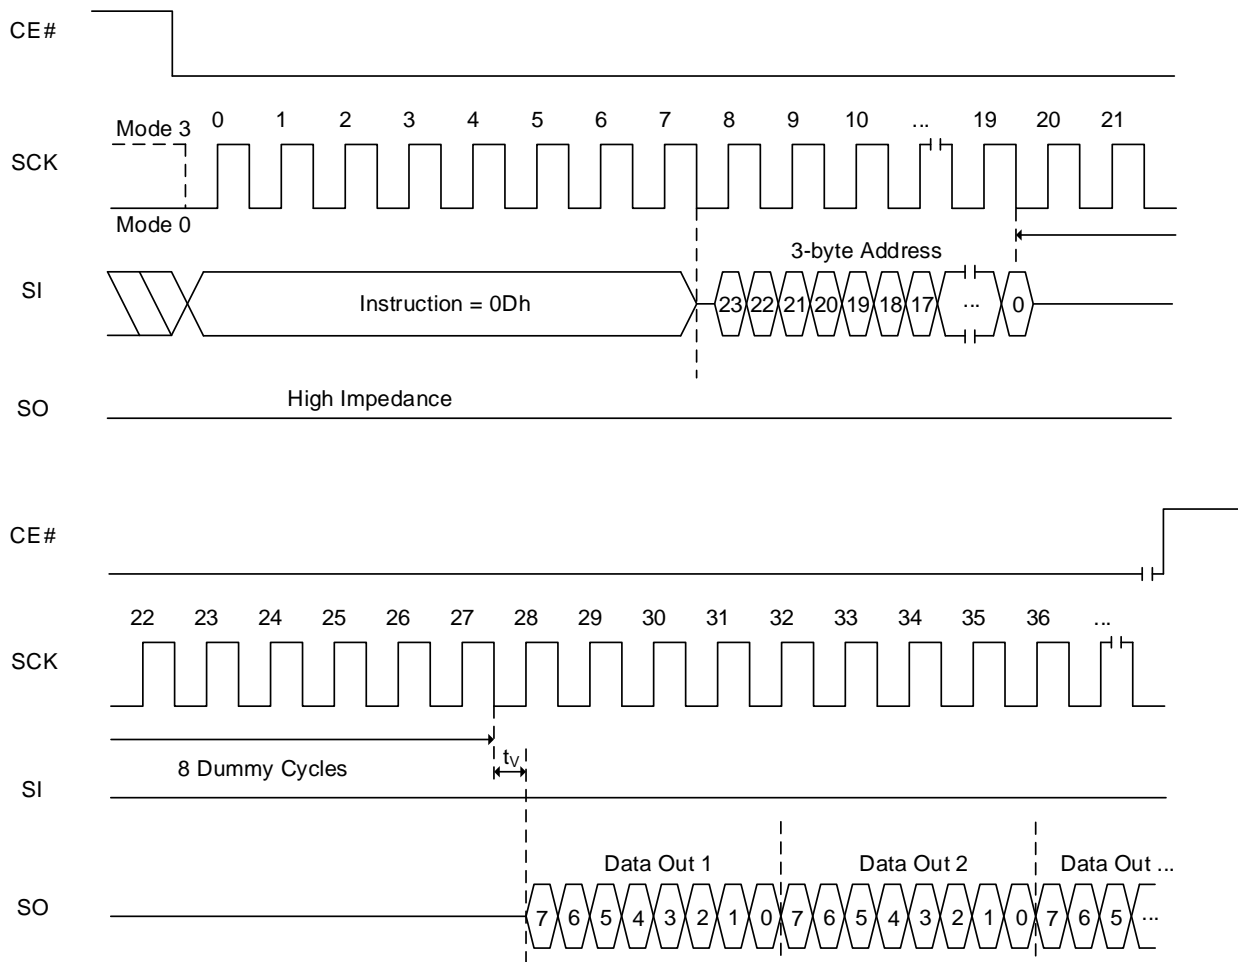 CE#
0 1 2 3 4 5 6 7 8 9 10 ... 19 20 21
Mode 3
SCK
Mode 0
3-byte Address
SI
Instruction = 0Dh
23 22 21 20 19 18 17 ... 0
High Impedance
SO
CE#
22 23 24 25 26 27 28 29 30 31 32 33 34 35 36 ...
SCK
tV
8 Dummy Cycles
SI
Data Out 1 Data Out 2 Data Out ...
SO
7 6 5 4 3 2 1 0 7 6 5 4 3 2 1 0 7 6 5 ...